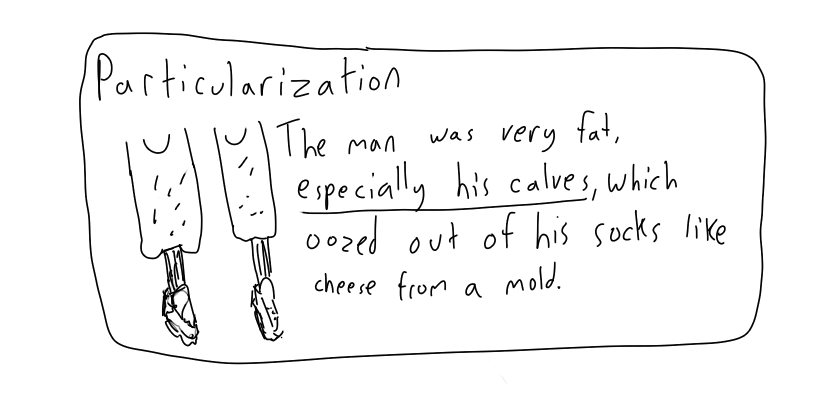 Particularization
The man was very fat,
especially his calves, which
oozed out of his socks like
cheese from a mold.